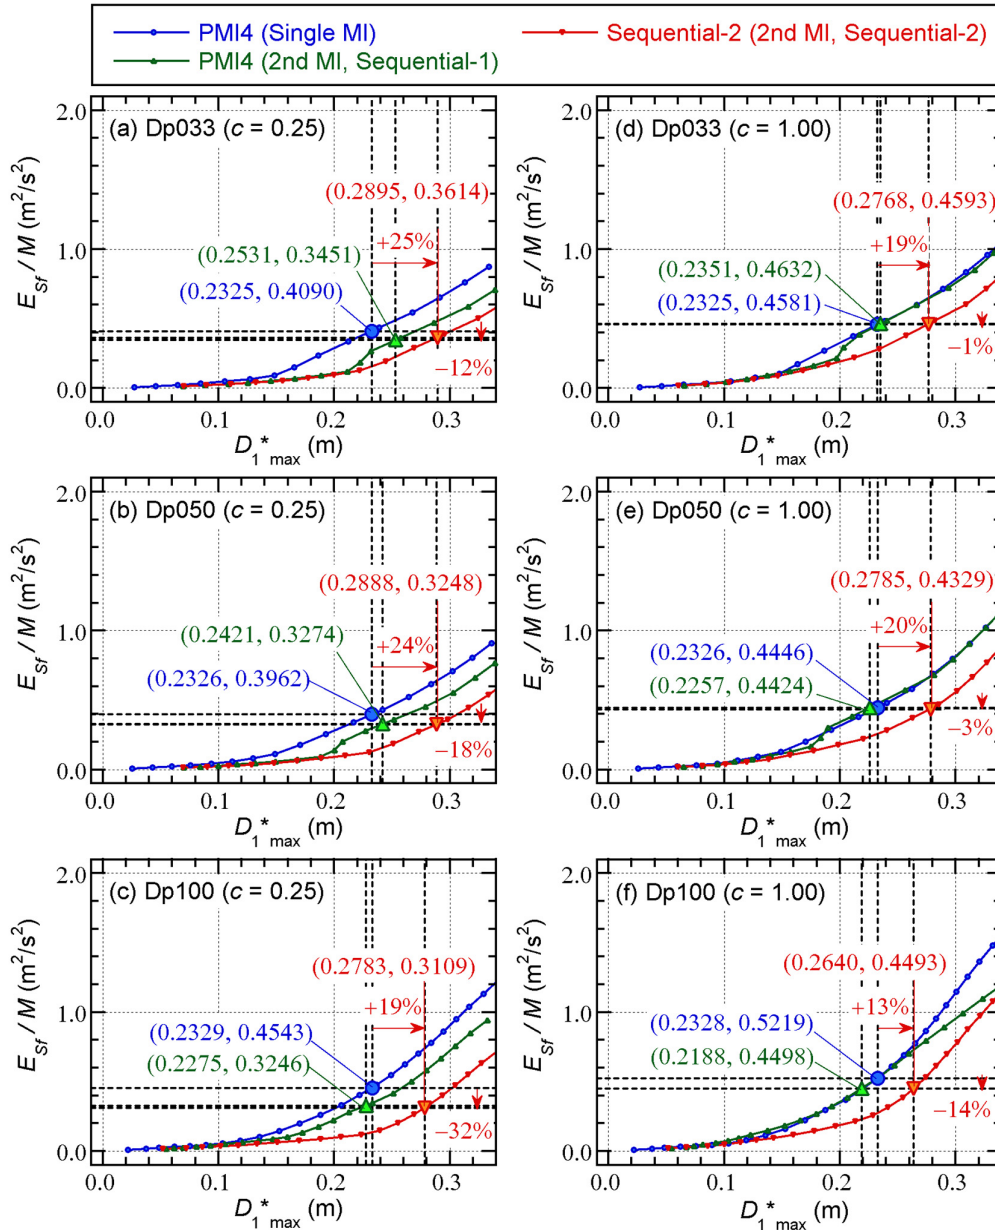 PMI4 (Single MI)
Sequential-2 (2nd MI, Sequential-2)
PMI4 (2nd MI, Sequential-1)
(a) Dp033 (c = 0.25)
E_Sf / M (m²/s²)
2.0
1.0
0.0
(0.2895, 0.3614)
+25%
(0.2531, 0.3451)
(0.2325, 0.4090)
−12%
0.0 0.1 0.2 0.3
D₁*max (m)
(d) Dp033 (c = 1.00)
E_Sf / M (m²/s²)
2.0
1.0
0.0
(0.2768, 0.4593)
+19%
(0.2351, 0.4632)
(0.2325, 0.4581)
−1%
0.0 0.1 0.2 0.3
D₁*max (m)
(b) Dp050 (c = 0.25)
E_Sf / M (m²/s²)
2.0
1.0
0.0
(0.2888, 0.3248)
+24%
(0.2421, 0.3274)
(0.2326, 0.3962)
−18%
0.0 0.1 0.2 0.3
D₁*max (m)
(e) Dp050 (c = 1.00)
E_Sf / M (m²/s²)
2.0
1.0
0.0
(0.2785, 0.4329)
+20%
(0.2326, 0.4446)
(0.2257, 0.4424)
−3%
0.0 0.1 0.2 0.3
D₁*max (m)
(c) Dp100 (c = 0.25)
E_Sf / M (m²/s²)
2.0
1.0
0.0
(0.2783, 0.3109)
+19%
(0.2329, 0.4543)
(0.2275, 0.3246)
−32%
0.0 0.1 0.2 0.3
D₁*max (m)
(f) Dp100 (c = 1.00)
E_Sf / M (m²/s²)
2.0
1.0
0.0
(0.2640, 0.4493)
+13%
(0.2328, 0.5219)
(0.2188, 0.4498)
−14%
0.0 0.1 0.2 0.3
D₁*max (m)